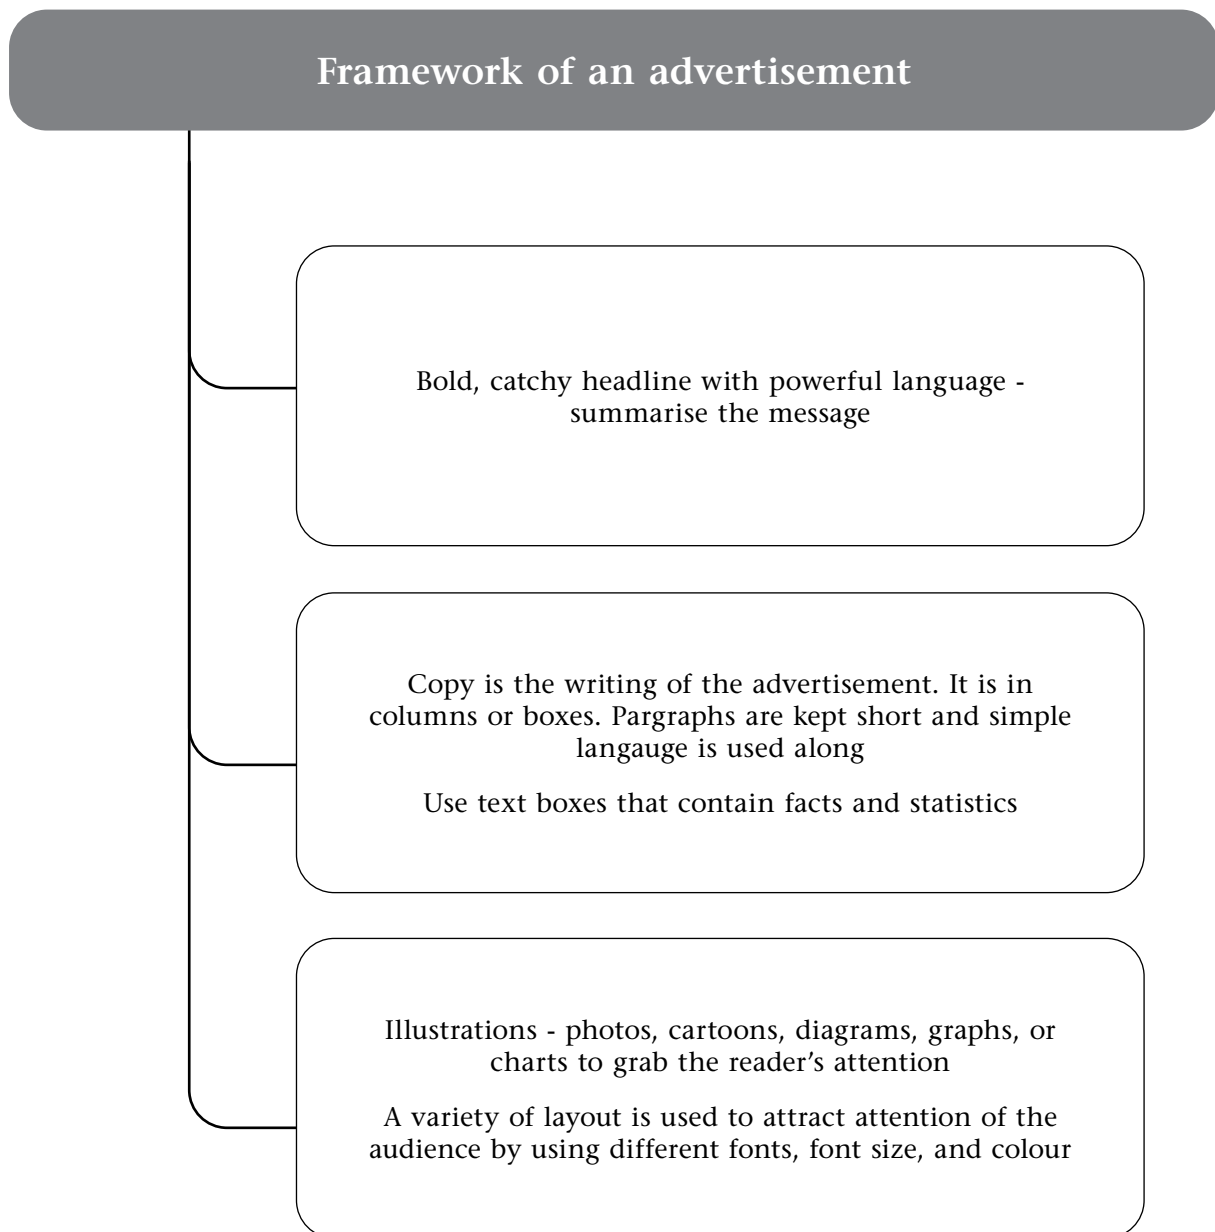 Framework of an advertisement
Bold, catchy headline with powerful language -
summarise the message
Copy is the writing of the advertisement. It is in
columns or boxes. Pargraphs are kept short and simple
langauge is used along
Use text boxes that contain facts and statistics
Illustrations - photos, cartoons, diagrams, graphs, or
charts to grab the reader's attention
A variety of layout is used to attract attention of the
audience by using different fonts, font size, and colour